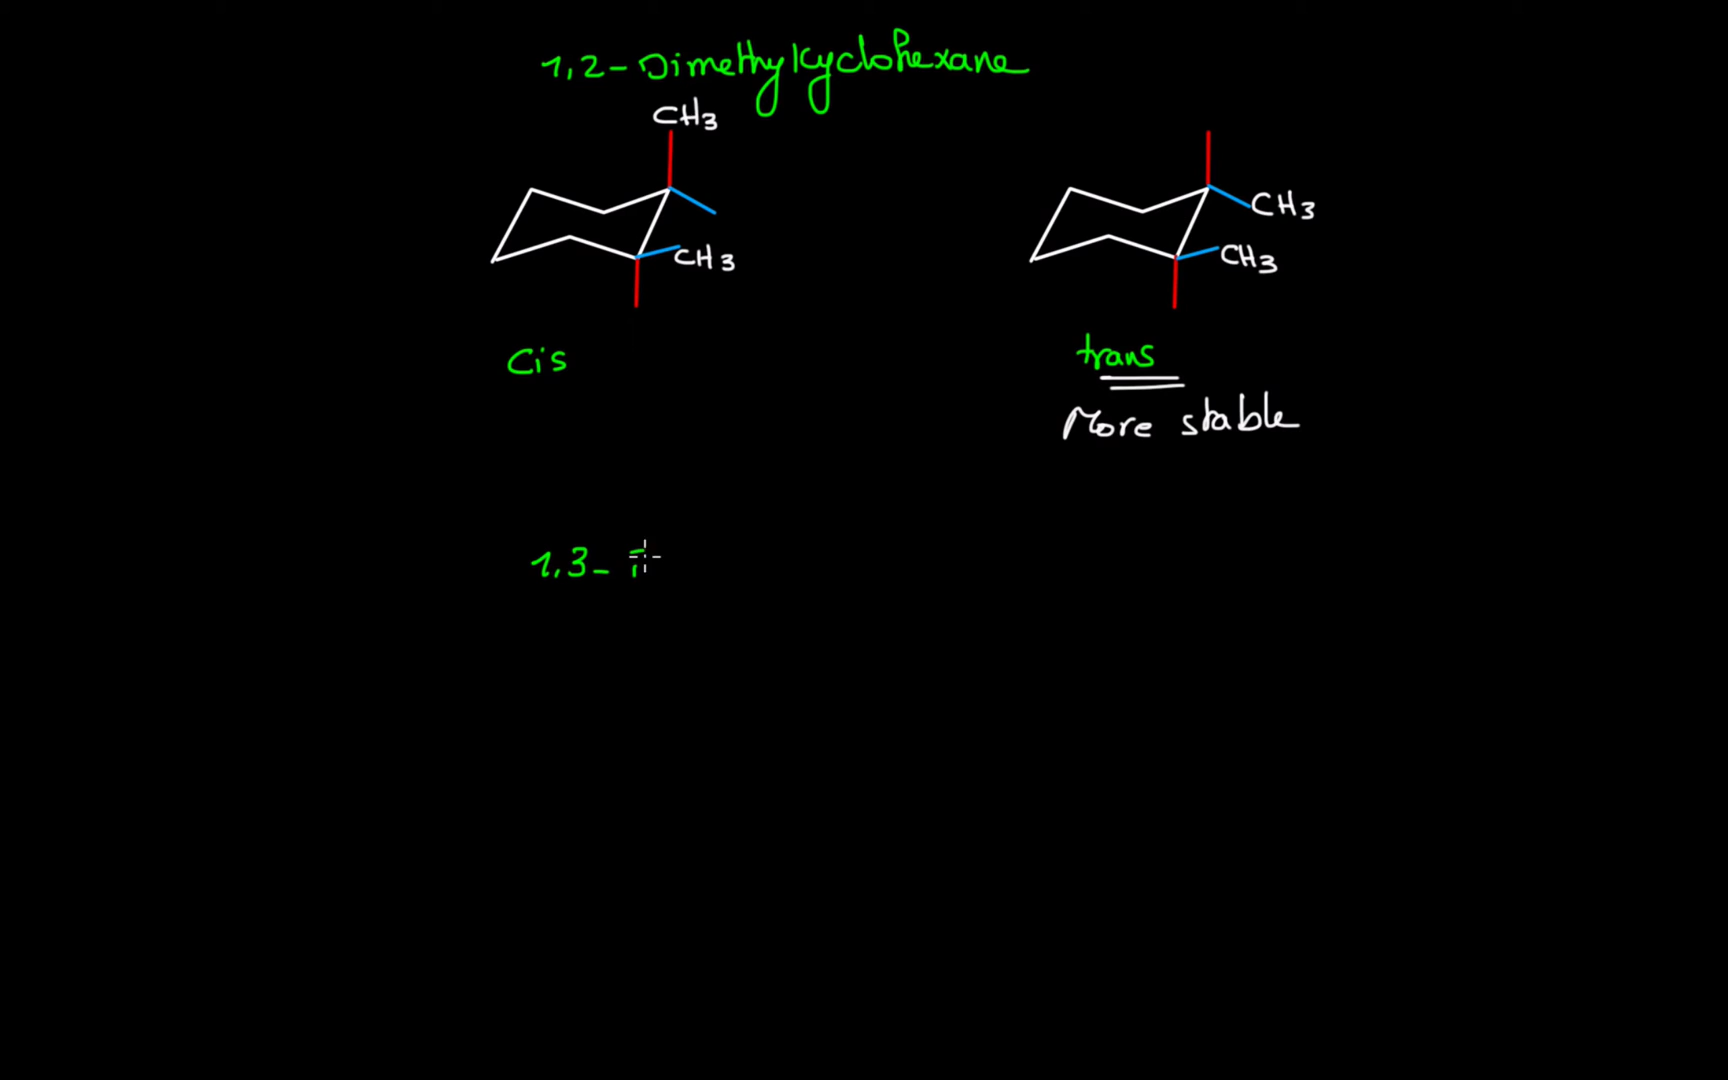 1,2-Dimethylcyclohexane
CH3
CH3
CH3
CH3
Cis
trans
More stable
1,3-